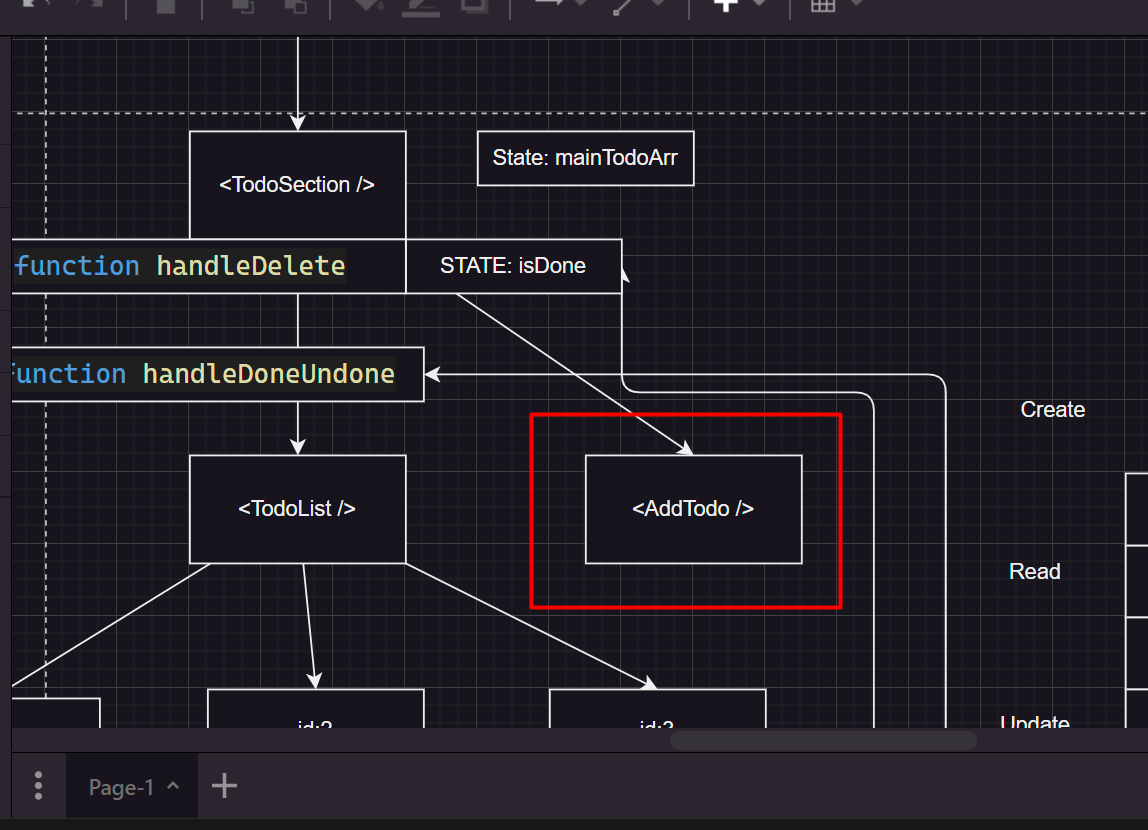 <TodoSection />
State: mainTodoArr
function handleDelete
STATE: isDone
function handleDoneUndone
Create
<TodoList />
<AddTodo />
Read
id:2
id:3
Update
Page-1